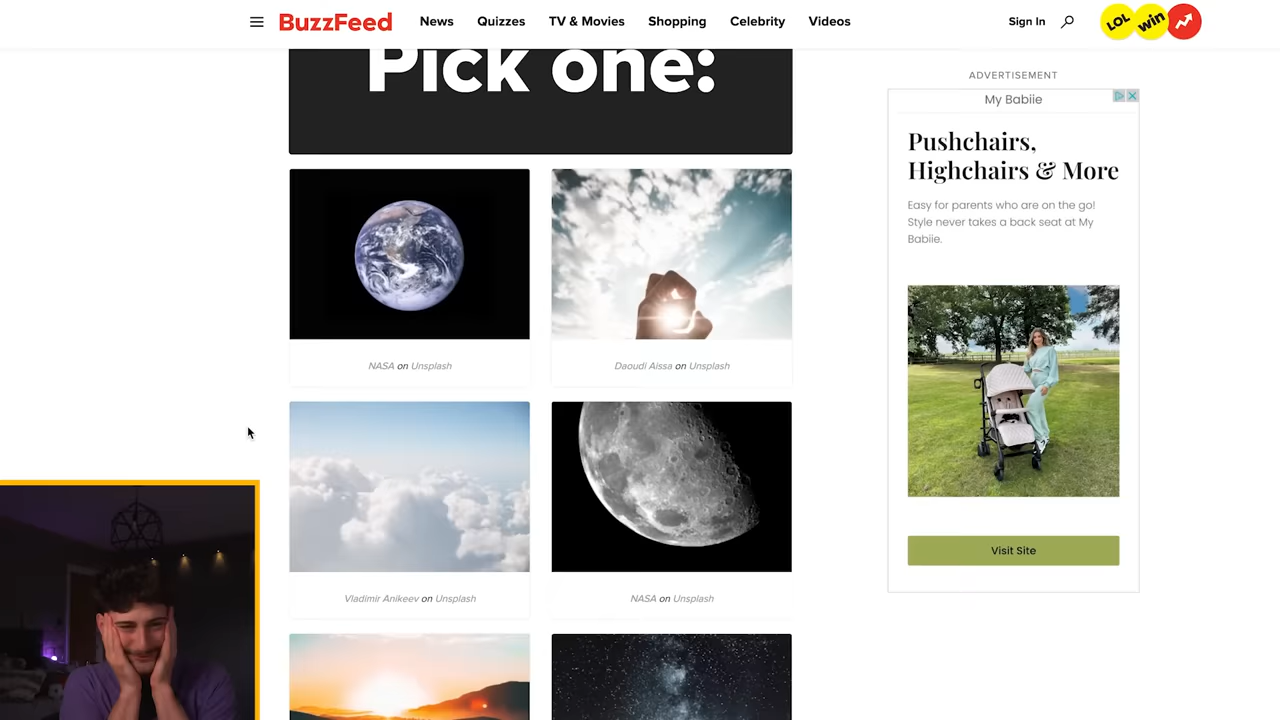 BuzzFeed
News
Quizzes
TV & Movies
Shopping
Celebrity
Videos
Sign In
LOL
win
Pick one:
NASA on Unsplash
Daoudi Aissa on Unsplash
Vladimir Anikeev on Unsplash
NASA on Unsplash
ADVERTISEMENT
My Babiie
Pushchairs,
Highchairs & More
Easy for parents who are on the go!
Style never takes a back seat at My
Babiie.
Visit Site